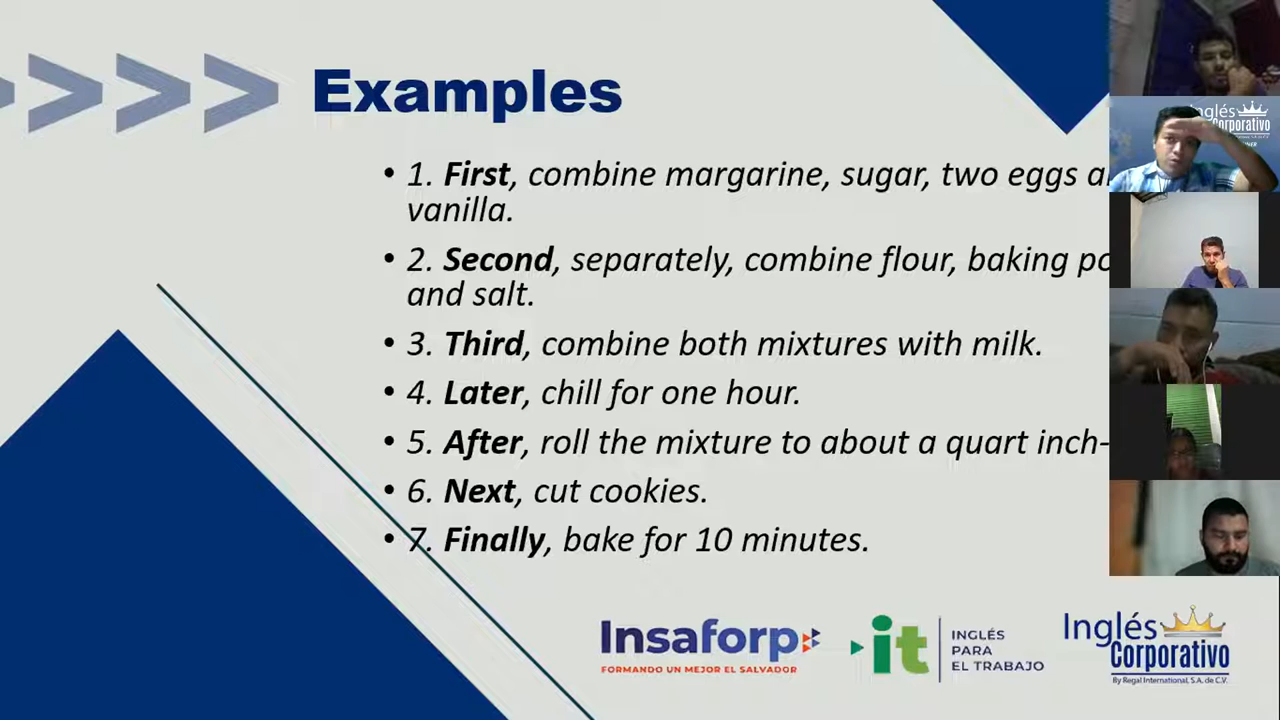 Examples
• 1. First, combine margarine, sugar, two eggs
vanilla.
• 2. Second, separately, combine flour, baking
and salt.
• 3. Third, combine both mixtures with milk.
• 4. Later, chill for one hour.
• 5. After, roll the mixture to about a quart inch-
• 6. Next, cut cookies.
• 7. Finally, bake for 10 minutes.
Insaforp
FORMANDO UN MEJOR EL SALVADOR
it
INGLÉS
PARA
EL TRABAJO
Inglés
Corporativo
By Regal International, S.A. de C.V.
Inglés
Corporativo